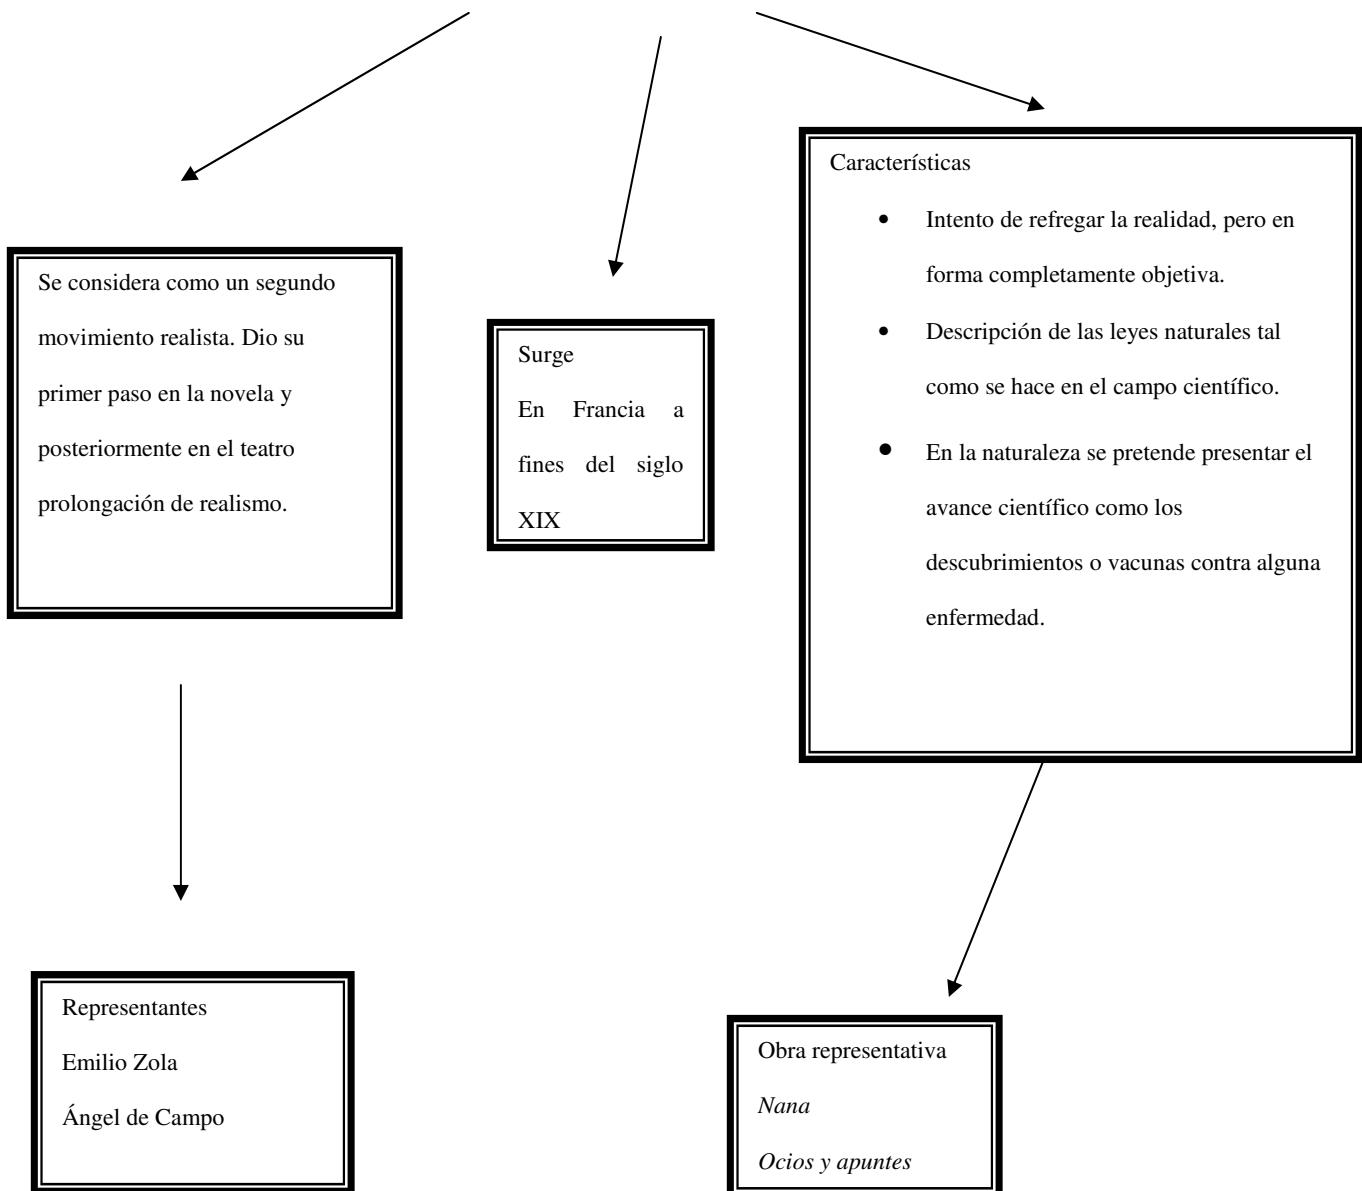 Se considera como un segundo
movimiento realista. Dio su
primer paso en la novela y
posteriormente en el teatro
prolongación de realismo.
Surge
En Francia a
fines del siglo
XIX
Características
• Intento de refregar la realidad, pero en
forma completamente objetiva.
• Descripción de las leyes naturales tal
como se hace en el campo científico.
• En la naturaleza se pretende presentar el
avance científico como los
descubrimientos o vacunas contra alguna
enfermedad.
Representantes
Emilio Zola
Ángel de Campo
Obra representativa
Nana
Ocios y apuntes